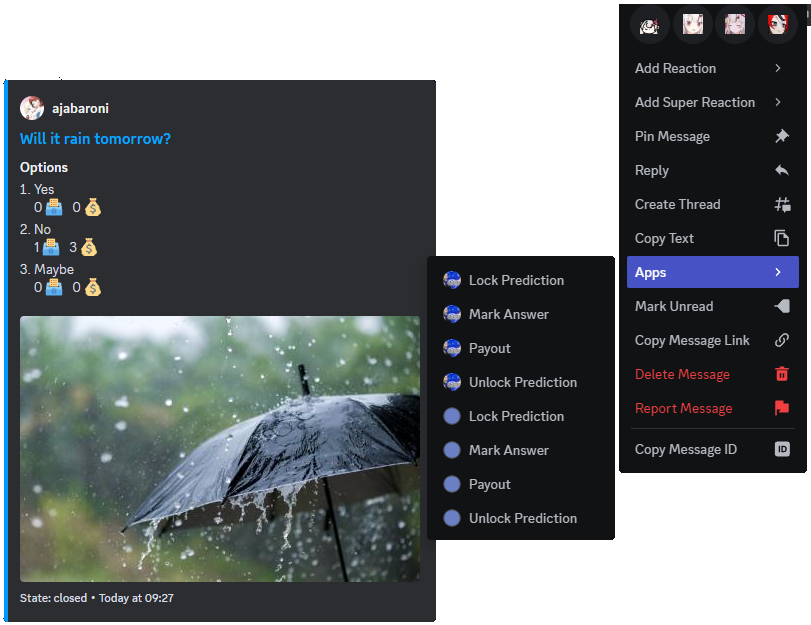 ajabaroni
Will it rain tomorrow?
Options
1. Yes
0 0
2. No
1 3
3. Maybe
0 0
State: closed • Today at 09:27
Lock Prediction
Mark Answer
Payout
Unlock Prediction
Lock Prediction
Mark Answer
Payout
Unlock Prediction
Add Reaction
Add Super Reaction
Pin Message
Reply
Create Thread
Copy Text
Apps
Mark Unread
Copy Message Link
Delete Message
Report Message
Copy Message ID
ID